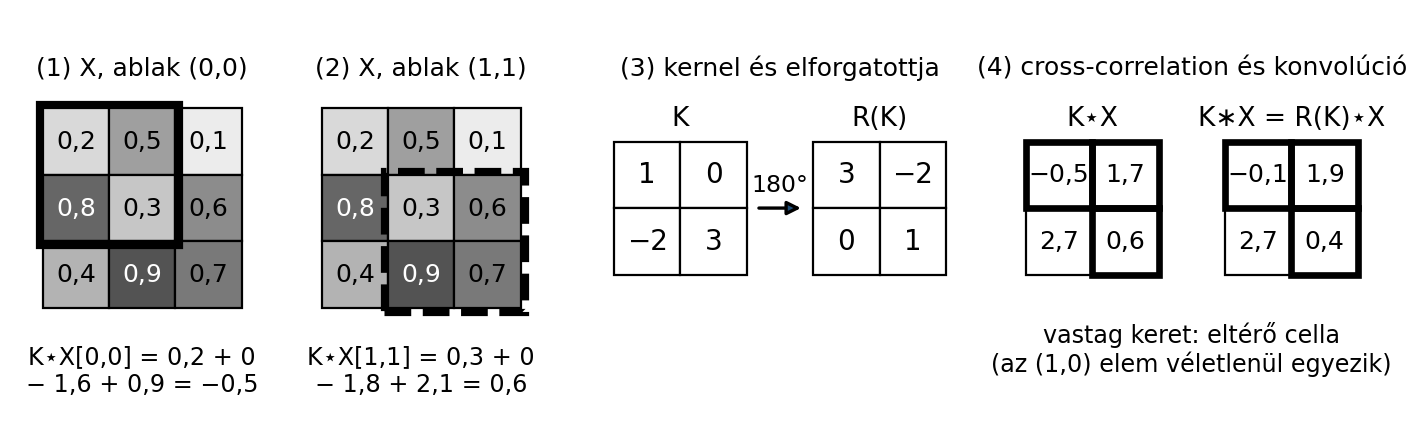 (1) X, ablak (0,0)
0,2 0,5 0,1
0,8 0,3 0,6
0,4 0,9 0,7
K⋆X[0,0] = 0,2 + 0
− 1,6 + 0,9 = −0,5
(2) X, ablak (1,1)
0,2 0,5 0,1
0,8 0,3 0,6
0,4 0,9 0,7
K⋆X[1,1] = 0,3 + 0
− 1,8 + 2,1 = 0,6
(3) kernel és elforgatottja
K
1 0
−2 3
180°
R(K)
3 −2
0 1
(4) cross-correlation és konvolúció
K⋆X
−0,5 1,7
2,7 0,6
K∗X = R(K)⋆X
−0,1 1,9
2,7 0,4
vastag keret: eltérő cella
(az (1,0) elem véletlenül egyezik)